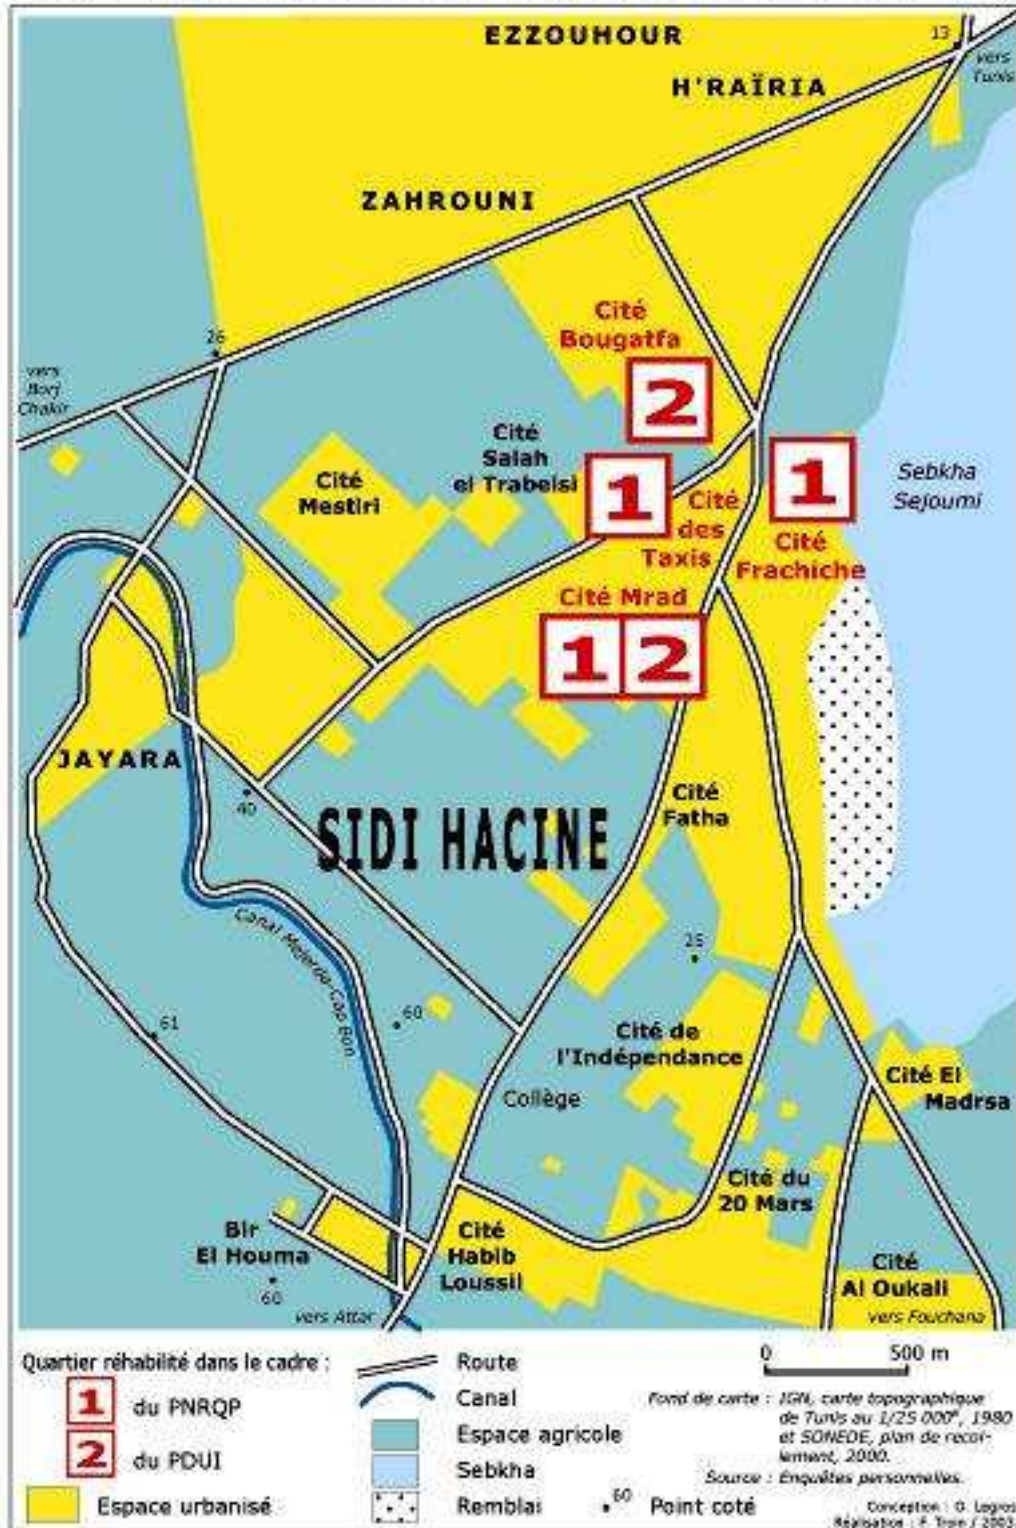 EZZOUHOUR
13
vers
Tunis
H'RAÏRIA
ZAHROUNI
Cité
Bougatfa
26
vers
Borj
Chakir
2
Cité
Salah
el Trabelsi
Cité
Mestiri
1
Cité
des
Taxis
1
Sebkha
Sejoumi
Cité
Frachiche
Cité Mrad
1 2
JAYARA
40
Cité
Fatha
SIDI HACINE
Canal Mejerda-Cap Bon
25
61
60
Cité de
l'Indépendance
Collège
Cité El
Madrsa
Cité du
20 Mars
Bir
El Houma
Cité
Habib
Loussil
60
Cité
Al Oukali
vers Attar
vers Fouchana
Quartier réhabilité dans le cadre :
1 du PNRQP
2 du PDUI
Espace urbanisé
Route
Canal
Espace agricole
Sebkha
Remblai
60 Point coté
0 500 m
Fond de carte : IGN, carte topographique
de Tunis au 1/25 000e, 1980
et SONEDE, plan de recol-
lement, 2000.
Source : Enquêtes personnelles.
Conception : O. Legros
Réalisation : F. Troin / 2003